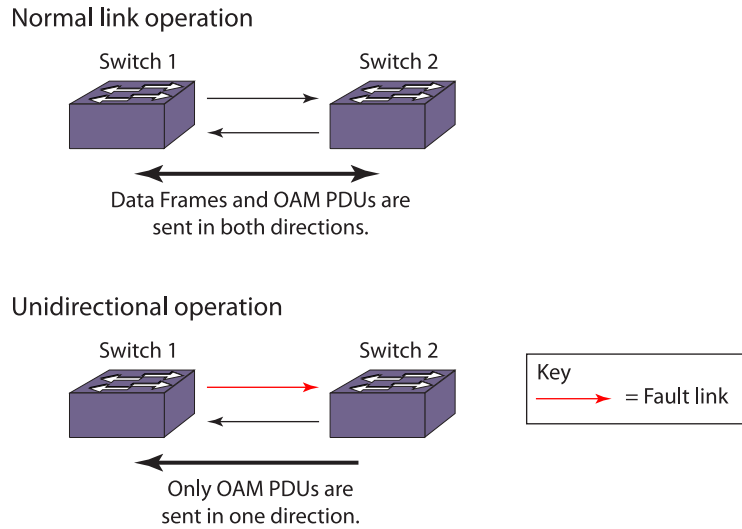 Normal link operation
Switch 1
Switch 2
Data Frames and OAM PDUs are
sent in both directions.
Unidirectional operation
Switch 1
Switch 2
Key
= Fault link
Only OAM PDUs are
sent in one direction.